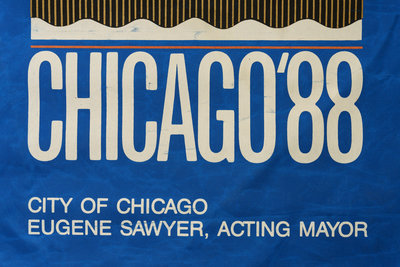 CHICAGO'88
CITY OF CHICAGO
EUGENE SAWYER, ACTING MAYOR